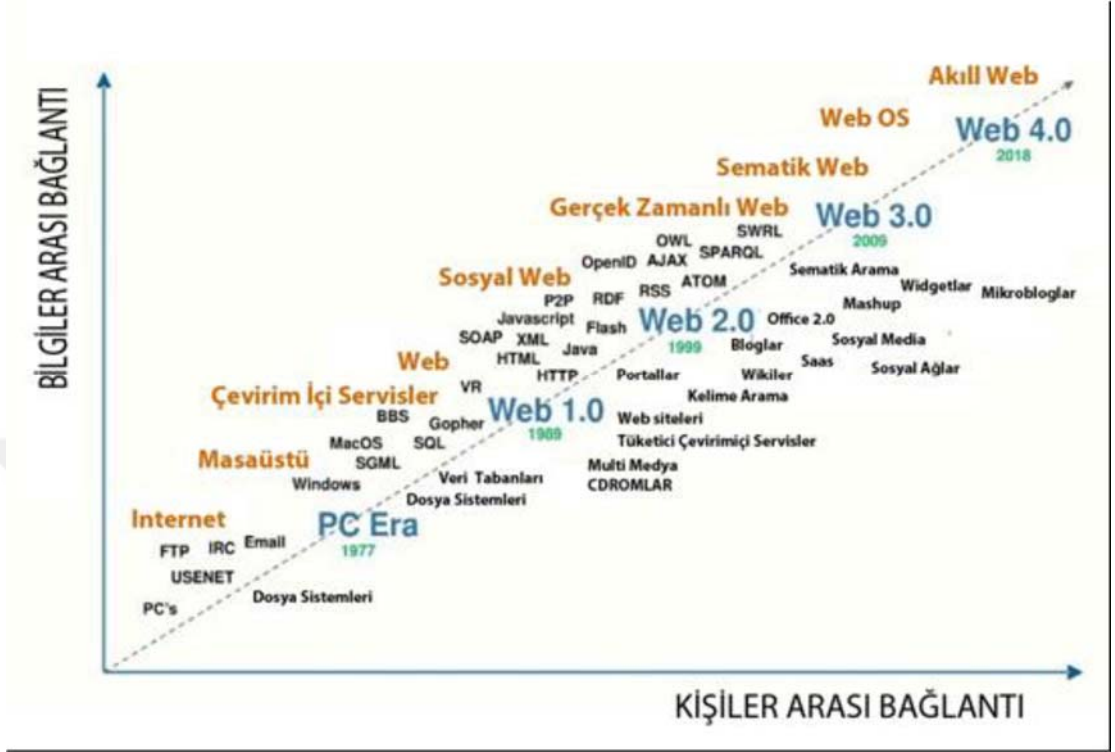 BİLGİLER ARASI BAĞLANTI
Akıll Web
Web OS
Web 4.0
2018
Sematik Web
Gerçek Zamanlı Web
Web 3.0
2009
SWRL
OWL
SPARQL
OpenID
AJAX
Sematik Arama
Sosyal Web
ATOM
Widgetlar
Mikrobloglar
P2P
RDF
RSS
Mashup
Javascript
Flash
Web 2.0
1999
Office 2.0
SOAP
XML
Java
Bloglar
Sosyal Media
Web
HTML
Saas
Sosyal Ağlar
HTTP
Portallar
Wikiler
VR
Kelime Arama
Çevirim İçi Servisler
BBS
Gopher
Web 1.0
1989
Web siteleri
MacOS
SQL
Tüketici Çevirimiçi Servisler
Masaüstü
SGML
Multi Medya
CDROMLAR
Windows
Veri Tabanları
Dosya Sistemleri
Internet
PC Era
1977
FTP
IRC
Email
USENET
Dosya Sistemleri
PC's
KİŞİLER ARASI BAĞLANTI